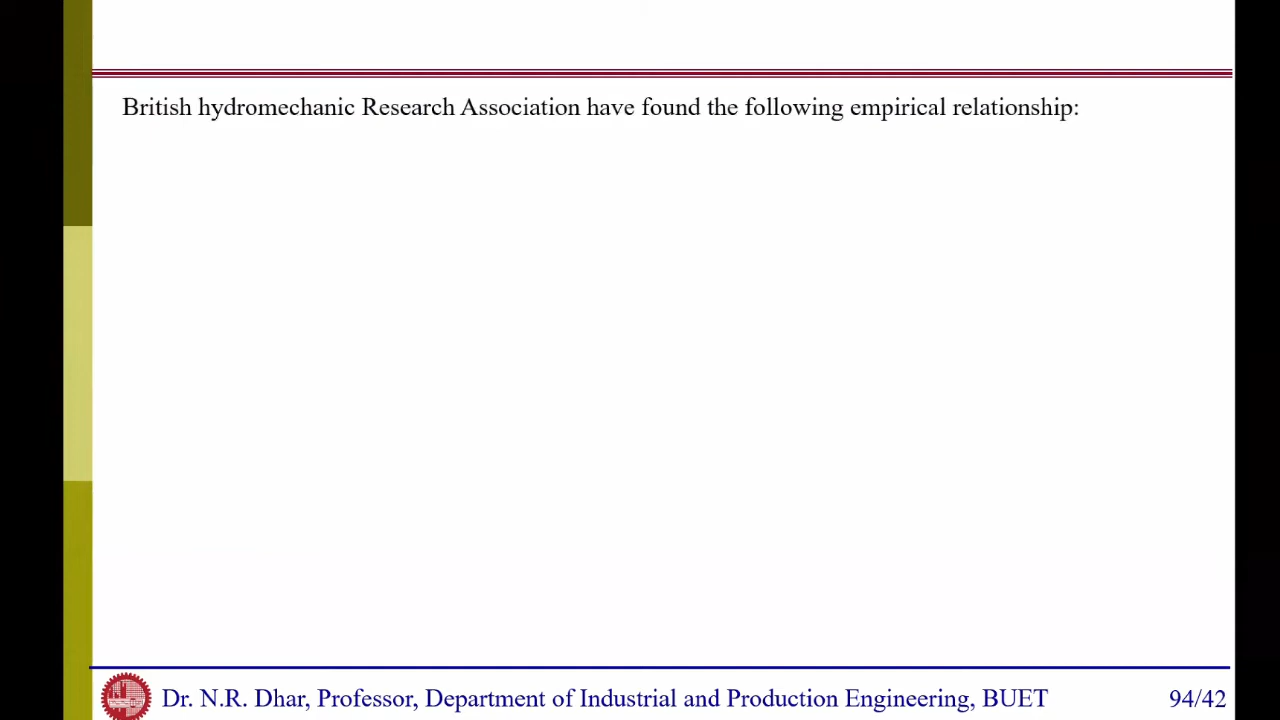 British hydromechanic Research Association have found the following empirical relationship:
Dr. N.R. Dhar, Professor, Department of Industrial and Production Engineering, BUET
94/42